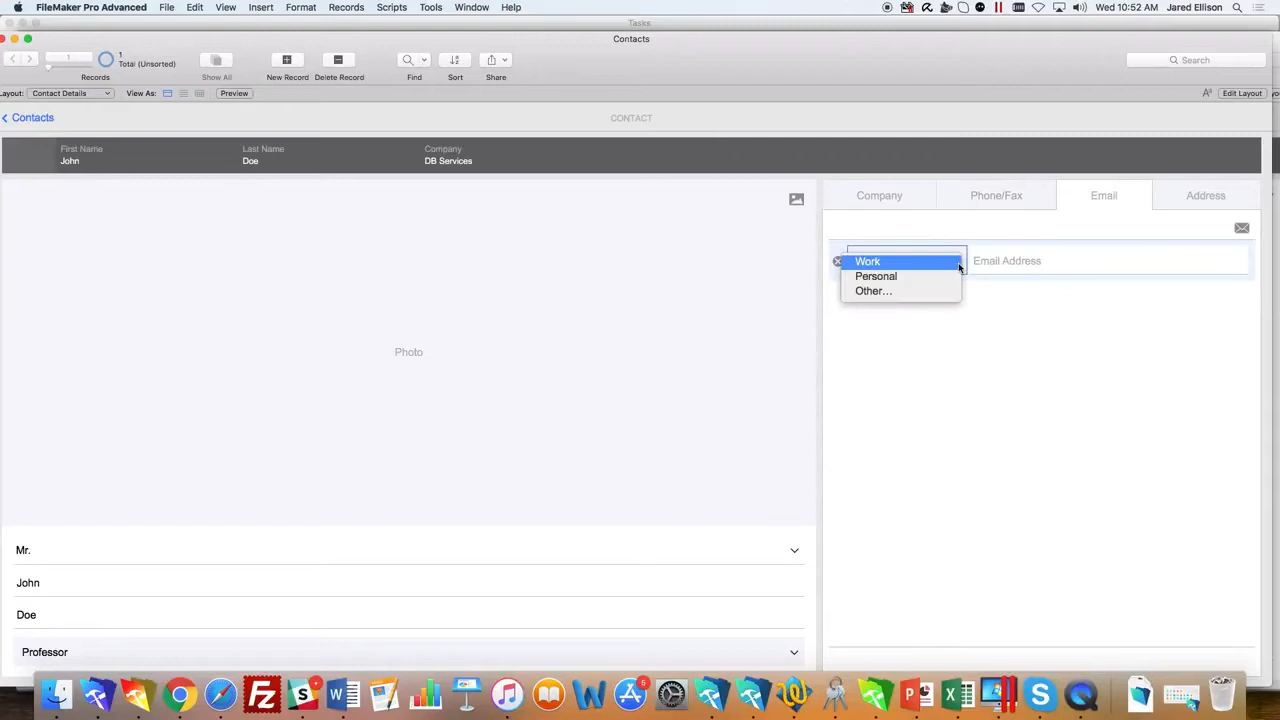 FileMaker Pro Advanced File Edit View Insert Format Records Scripts Tools Window Help Wed 10:52 AM Jared Ellison
Tasks
Contacts
1
1
Total (Unsorted)
Search
Records Show All New Record Delete Record Find Sort Share
Layout: Contact Details View As: Preview Edit Layout
Contacts CONTACT
First Name Last Name Company
John Doe DB Services
Company Phone/Fax Email Address
Work
Personal
Other...
Email Address
Photo
Mr.
John
Doe
Professor
5